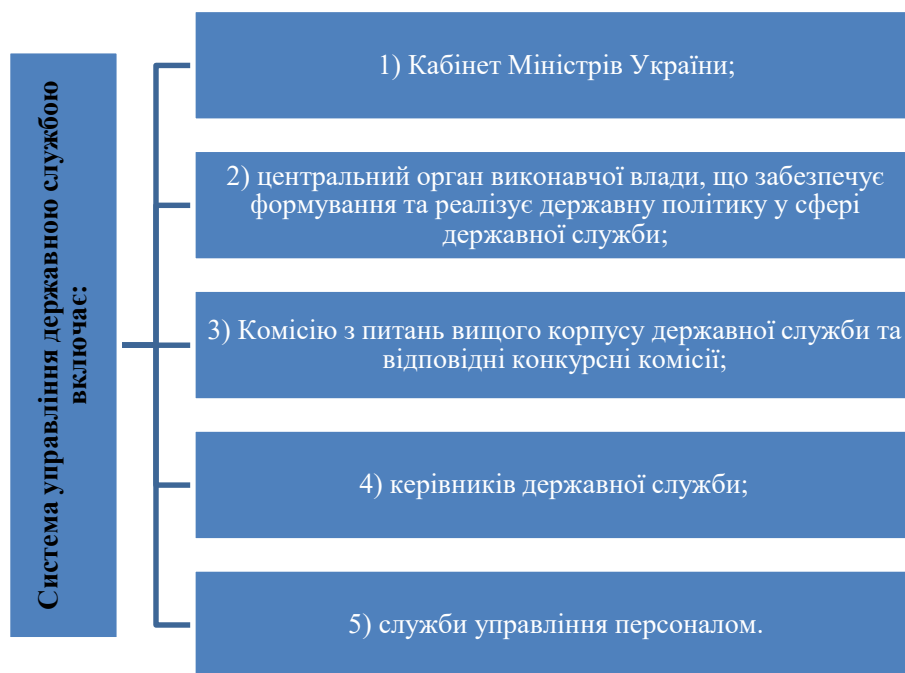 Система управління державною службою
включає:
1) Кабінет Міністрів України;
2) центральний орган виконавчої влади, що забезпечує
формування та реалізує державну політику у сфері
державної служби;
3) Комісію з питань вищого корпусу державної служби та
відповідні конкурсні комісії;
4) керівників державної служби;
5) служби управління персоналом.